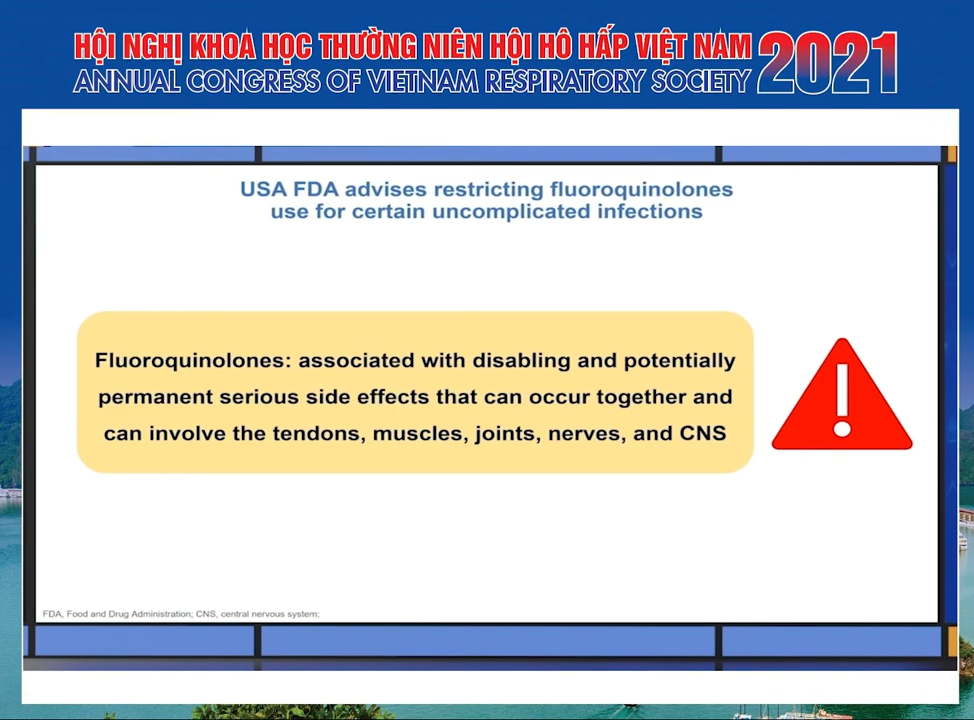 HỘI NGHỊ KHOA HỌC THƯỜNG NIÊN HỘI HÔ HẤP VIỆT NAM 2021
ANNUAL CONGRESS OF VIETNAM RESPIRATORY SOCIETY
USA FDA advises restricting fluoroquinolones
use for certain uncomplicated infections
Fluoroquinolones: associated with disabling and potentially
permanent serious side effects that can occur together and
can involve the tendons, muscles, joints, nerves, and CNS
FDA, Food and Drug Administration; CNS, central nervous system;